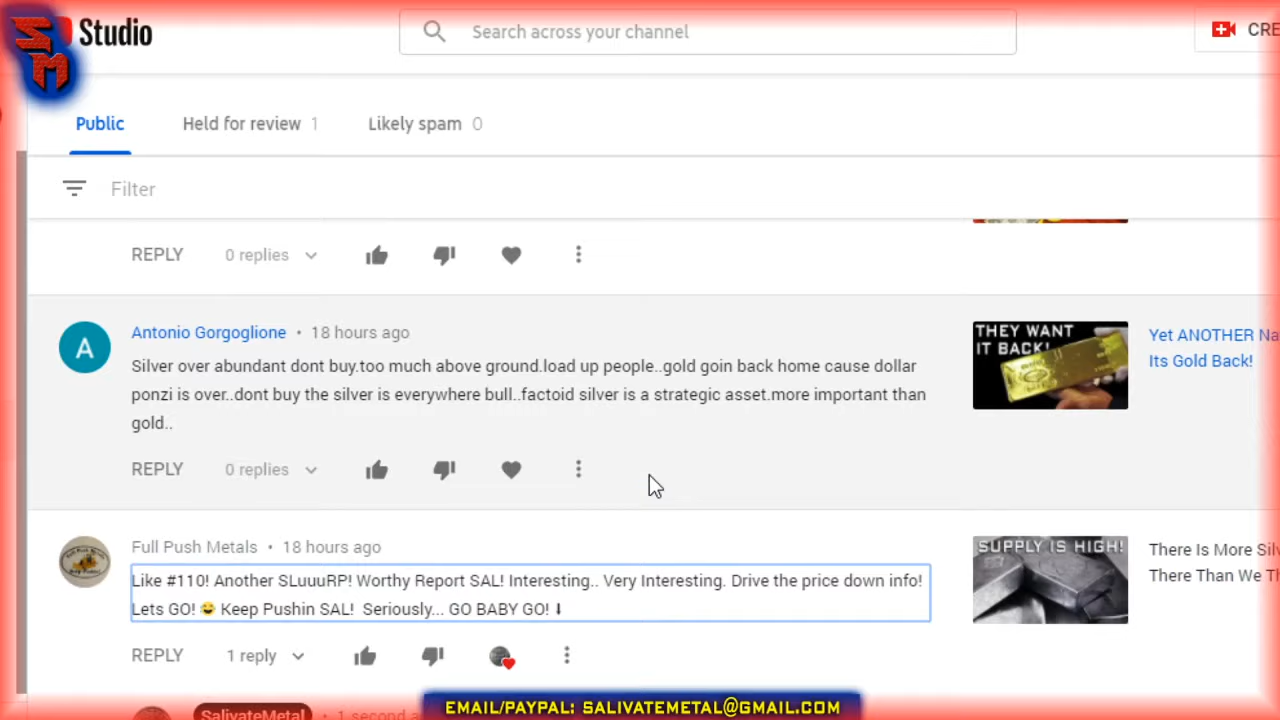 SM
Studio
Search across your channel
CRE
Public
Held for review 1
Likely spam 0
Filter
REPLY
0 replies
Antonio Gorgoglione • 18 hours ago
A
Silver over abundant dont buy.too much above ground.load up people..gold goin back home cause dollar
ponzi is over..dont buy the silver is everywhere bull..factoid silver is a strategic asset.more important than
gold..
THEY WANT
IT BACK!
Yet ANOTHER Na
Its Gold Back!
REPLY
0 replies
Full Push Metals • 18 hours ago
Like #110! Another SLuuuRP! Worthy Report SAL! Interesting.. Very Interesting. Drive the price down info!
Lets GO! 😂 Keep Pushin SAL! Seriously... GO BABY GO! ⬇
SUPPLY IS HIGH!
There Is More Sil
There Than We Th
REPLY
1 reply
SalivateMetal • 1 second a
EMAIL/PAYPAL: SALIVATEMETAL@GMAIL.COM